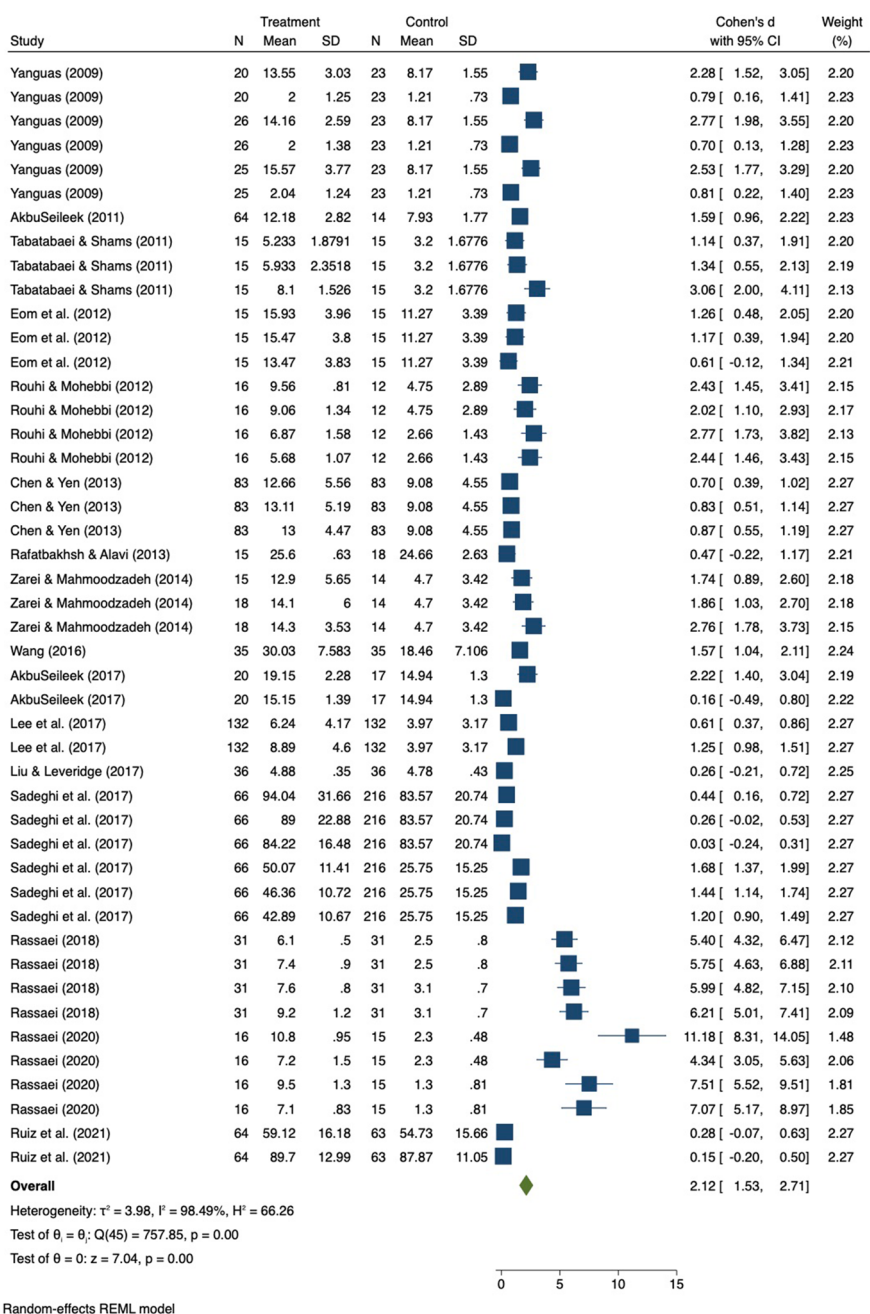 Treatment Control Cohen's d Weight
Study N Mean SD N Mean SD with 95% CI (%)
Yanguas (2009) 20 13.55 3.03 23 8.17 1.55 2.28 [ 1.52, 3.05] 2.20
Yanguas (2009) 20 2 1.25 23 1.21 .73 0.79 [ 0.16, 1.41] 2.23
Yanguas (2009) 26 14.16 2.59 23 8.17 1.55 2.77 [ 1.98, 3.55] 2.20
Yanguas (2009) 26 2 1.38 23 1.21 .73 0.70 [ 0.13, 1.28] 2.23
Yanguas (2009) 25 15.57 3.77 23 8.17 1.55 2.53 [ 1.77, 3.29] 2.20
Yanguas (2009) 25 2.04 1.24 23 1.21 .73 0.81 [ 0.22, 1.40] 2.23
AkbuSeileek (2011) 64 12.18 2.82 14 7.93 1.77 1.59 [ 0.96, 2.22] 2.23
Tabatabaei & Shams (2011) 15 5.233 1.8791 15 3.2 1.6776 1.14 [ 0.37, 1.91] 2.20
Tabatabaei & Shams (2011) 15 5.933 2.3518 15 3.2 1.6776 1.34 [ 0.55, 2.13] 2.19
Tabatabaei & Shams (2011) 15 8.1 1.526 15 3.2 1.6776 3.06 [ 2.00, 4.11] 2.13
Eom et al. (2012) 15 15.93 3.96 15 11.27 3.39 1.26 [ 0.48, 2.05] 2.20
Eom et al. (2012) 15 15.47 3.8 15 11.27 3.39 1.17 [ 0.39, 1.94] 2.20
Eom et al. (2012) 15 13.47 3.83 15 11.27 3.39 0.61 [ -0.12, 1.34] 2.21
Rouhi & Mohebbi (2012) 16 9.56 .81 12 4.75 2.89 2.43 [ 1.45, 3.41] 2.15
Rouhi & Mohebbi (2012) 16 9.06 1.34 12 4.75 2.89 2.02 [ 1.10, 2.93] 2.17
Rouhi & Mohebbi (2012) 16 6.87 1.58 12 2.66 1.43 2.77 [ 1.73, 3.82] 2.13
Rouhi & Mohebbi (2012) 16 5.68 1.07 12 2.66 1.43 2.44 [ 1.46, 3.43] 2.15
Chen & Yen (2013) 83 12.66 5.56 83 9.08 4.55 0.70 [ 0.39, 1.02] 2.27
Chen & Yen (2013) 83 13.11 5.19 83 9.08 4.55 0.83 [ 0.51, 1.14] 2.27
Chen & Yen (2013) 83 13 4.47 83 9.08 4.55 0.87 [ 0.55, 1.19] 2.27
Rafatbakhsh & Alavi (2013) 15 25.6 .63 18 24.66 2.63 0.47 [ -0.22, 1.17] 2.21
Zarei & Mahmoodzadeh (2014) 15 12.9 5.65 14 4.7 3.42 1.74 [ 0.89, 2.60] 2.18
Zarei & Mahmoodzadeh (2014) 18 14.1 6 14 4.7 3.42 1.86 [ 1.03, 2.70] 2.18
Zarei & Mahmoodzadeh (2014) 18 14.3 3.53 14 4.7 3.42 2.76 [ 1.78, 3.73] 2.15
Wang (2016) 35 30.03 7.583 35 18.46 7.106 1.57 [ 1.04, 2.11] 2.24
AkbuSeileek (2017) 20 19.15 2.28 17 14.94 1.3 2.22 [ 1.40, 3.04] 2.19
AkbuSeileek (2017) 20 15.15 1.39 17 14.94 1.3 0.16 [ -0.49, 0.80] 2.22
Lee et al. (2017) 132 6.24 4.17 132 3.97 3.17 0.61 [ 0.37, 0.86] 2.27
Lee et al. (2017) 132 8.89 4.6 132 3.97 3.17 1.25 [ 0.98, 1.51] 2.27
Liu & Leveridge (2017) 36 4.88 .35 36 4.78 .43 0.26 [ -0.21, 0.72] 2.25
Sadeghi et al. (2017) 66 94.04 31.66 216 83.57 20.74 0.44 [ 0.16, 0.72] 2.27
Sadeghi et al. (2017) 66 89 22.88 216 83.57 20.74 0.26 [ -0.02, 0.53] 2.27
Sadeghi et al. (2017) 66 84.22 16.48 216 83.57 20.74 0.03 [ -0.24, 0.31] 2.27
Sadeghi et al. (2017) 66 50.07 11.41 216 25.75 15.25 1.68 [ 1.37, 1.99] 2.27
Sadeghi et al. (2017) 66 46.36 10.72 216 25.75 15.25 1.44 [ 1.14, 1.74] 2.27
Sadeghi et al. (2017) 66 42.89 10.67 216 25.75 15.25 1.20 [ 0.90, 1.49] 2.27
Rassaei (2018) 31 6.1 .5 31 2.5 .8 5.40 [ 4.32, 6.47] 2.12
Rassaei (2018) 31 7.4 .9 31 2.5 .8 5.75 [ 4.63, 6.88] 2.11
Rassaei (2018) 31 7.6 .8 31 3.1 .7 5.99 [ 4.82, 7.15] 2.10
Rassaei (2018) 31 9.2 1.2 31 3.1 .7 6.21 [ 5.01, 7.41] 2.09
Rassaei (2020) 16 10.8 .95 15 2.3 .48 11.18 [ 8.31, 14.05] 1.48
Rassaei (2020) 16 7.2 1.5 15 2.3 .48 4.34 [ 3.05, 5.63] 2.06
Rassaei (2020) 16 9.5 1.3 15 1.3 .81 7.51 [ 5.52, 9.51] 1.81
Rassaei (2020) 16 7.1 .83 15 1.3 .81 7.07 [ 5.17, 8.97] 1.85
Ruiz et al. (2021) 64 59.12 16.18 63 54.73 15.66 0.28 [ -0.07, 0.63] 2.27
Ruiz et al. (2021) 64 89.7 12.99 63 87.87 11.05 0.15 [ -0.20, 0.50] 2.27
Overall 2.12 [ 1.53, 2.71]
Heterogeneity: τ² = 3.98, I² = 98.49%, H² = 66.26
Test of θᵢ = θⱼ: Q(45) = 757.85, p = 0.00
Test of θ = 0: z = 7.04, p = 0.00
0 5 10 15
Random-effects REML model